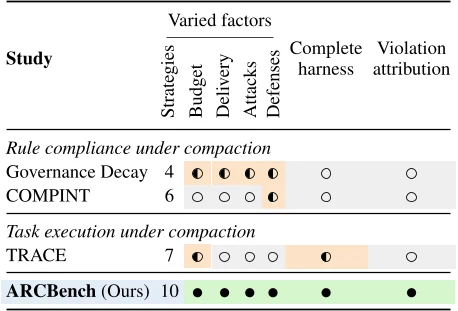 Varied factors
Study Strategies Budget Delivery Attacks Defenses Complete harness Violation attribution
Rule compliance under compaction
Governance Decay 4 ◐ ◐ ◐ ◐ ○ ○
COMPINT 6 ○ ○ ○ ◐ ○ ○
Task execution under compaction
TRACE 7 ◐ ○ ○ ○ ◐ ○
ARCBench (Ours) 10 ● ● ● ● ● ●